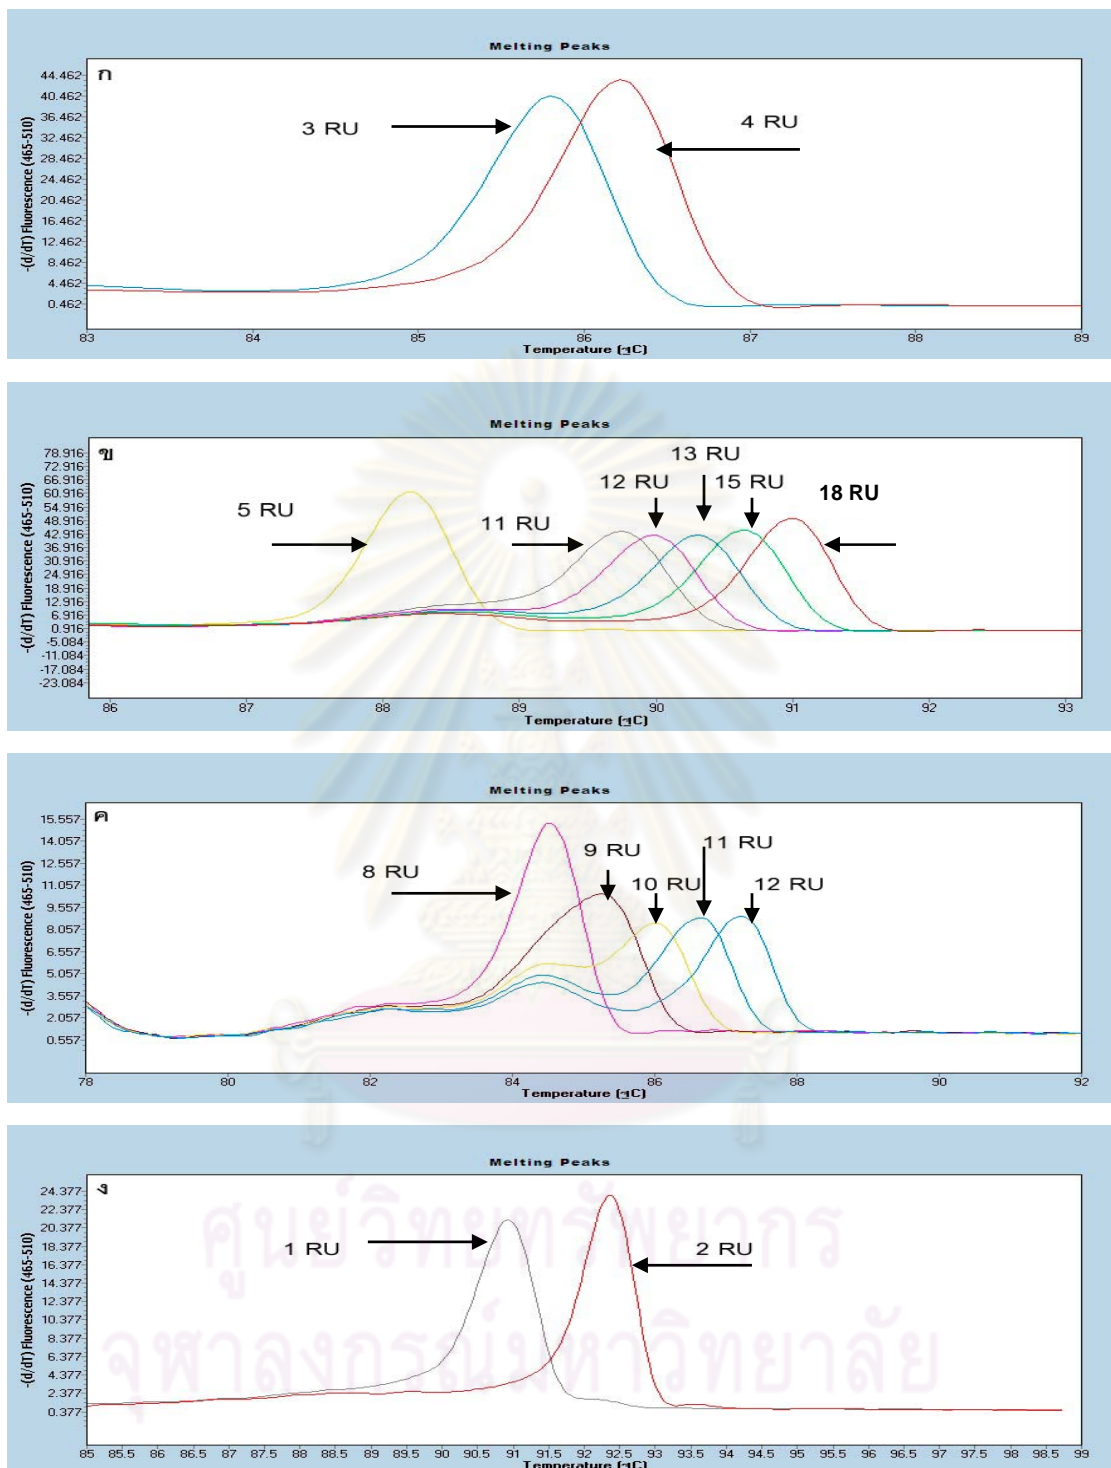 Melting Peaks
ก
44.462
40.462
36.462
32.462
28.462
24.462
20.462
16.462
12.462
8.462
4.462
0.462
-(d/dT) Fluorescence (465-510)
3 RU
4 RU
83 84 85 86 87 88 89
Temperature (°C)
Melting Peaks
ข
78.916
72.916
66.916
60.916
54.916
48.916
42.916
36.916
30.916
24.916
18.916
12.916
6.916
0.916
-5.084
-11.084
-17.084
-23.084
-(d/dT) Fluorescence (465-510)
5 RU
11 RU
12 RU
13 RU
15 RU
18 RU
86 87 88 89 90 91 92 93
Temperature (°C)
Melting Peaks
ค
15.557
14.057
12.557
11.057
9.557
8.057
6.557
5.057
3.557
2.057
0.557
-(d/dT) Fluorescence (465-510)
8 RU
9 RU
10 RU
11 RU
12 RU
78 80 82 84 86 88 90 92
Temperature (°C)
Melting Peaks
ง
24.377
22.377
20.377
18.377
16.377
14.377
12.377
10.377
8.377
6.377
4.377
2.377
0.377
-(d/dT) Fluorescence (465-510)
1 RU
2 RU
ศูนย์วิทยทรัพยากร
จุฬาลงกรณ์มหาวิทยาลัย
85 85.5 86 86.5 87 87.5 88 88.5 89 89.5 90 90.5 91 91.5 92 92.5 93 93.5 94 94.5 95 95.5 96 96.5 97 97.5 98 98.5 99
Temperature (°C)